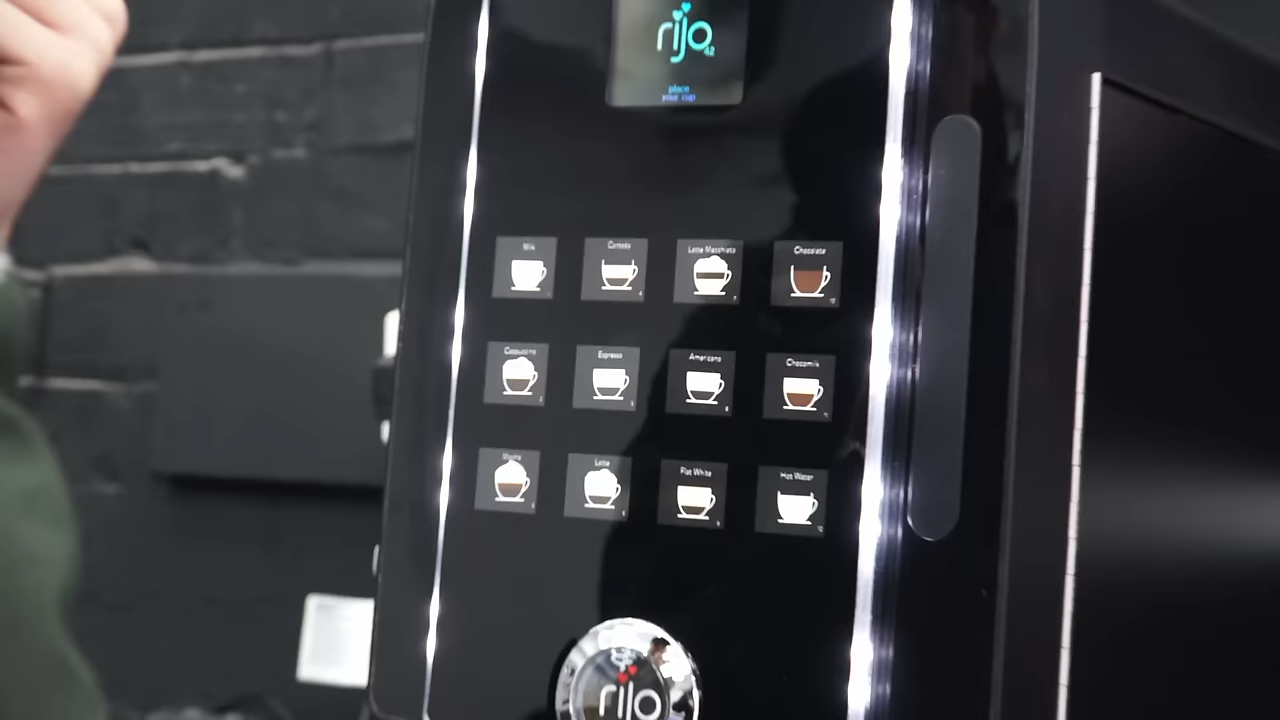 rijo
42
place
your cup
Milk
Cortado
Latte Macchiato
Chocolate
Cappuccino
Espresso
Americano
Chocomilk
Mocha
Latte
Flat White
Hot Water
rijo